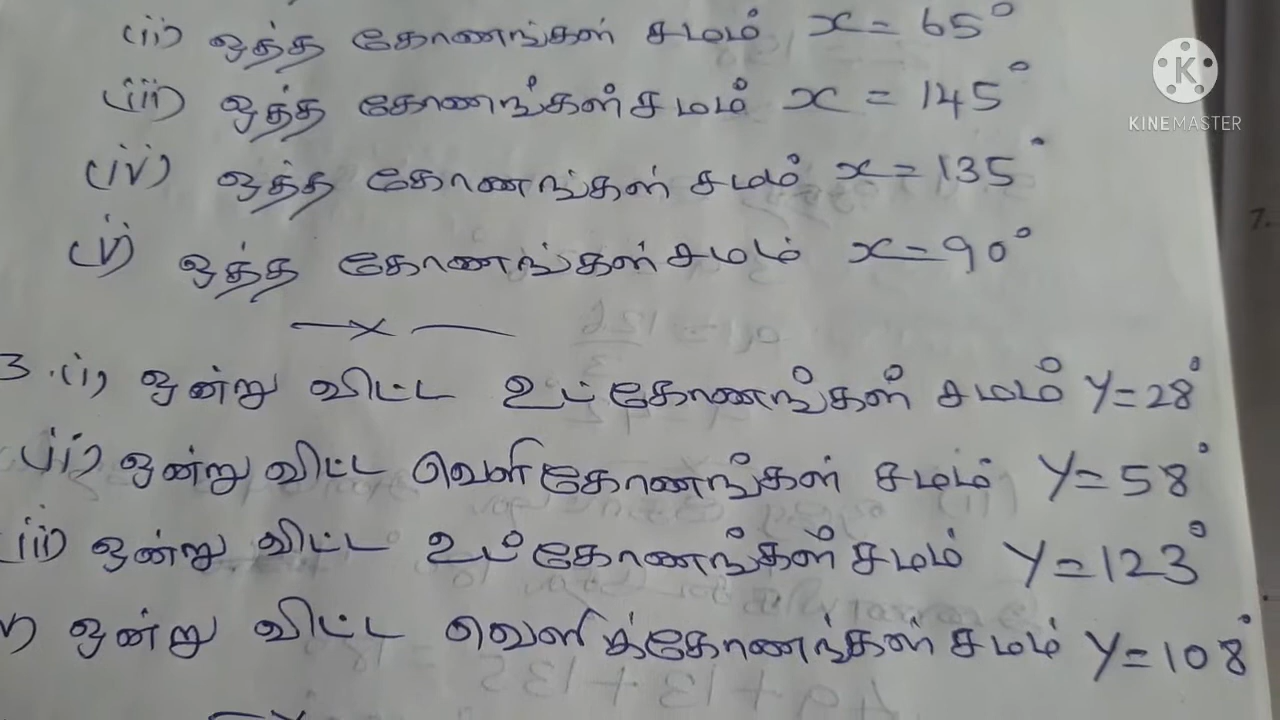 (ii) ஒத்த கோணங்கள் சமம் x = 65°
(iii) ஒத்த கோணங்கள் சமம் x = 145°
(iv) ஒத்த கோணங்கள் சமம் x = 135°
(v) ஒத்த கோணங்கள் சமம் x = 90°
3. (i) ஒன்று விட்ட உட்கோணங்கள் சமம் y = 28°
(ii) ஒன்று விட்ட வெளிகோணங்கள் சமம் y = 58°
iii) ஒன்று விட்ட உட்கோணங்கள் சமம் y = 123°
v) ஒன்று விட்ட வெளிக்கோணங்கள் சமம் y = 108°
KINEMASTER
7.